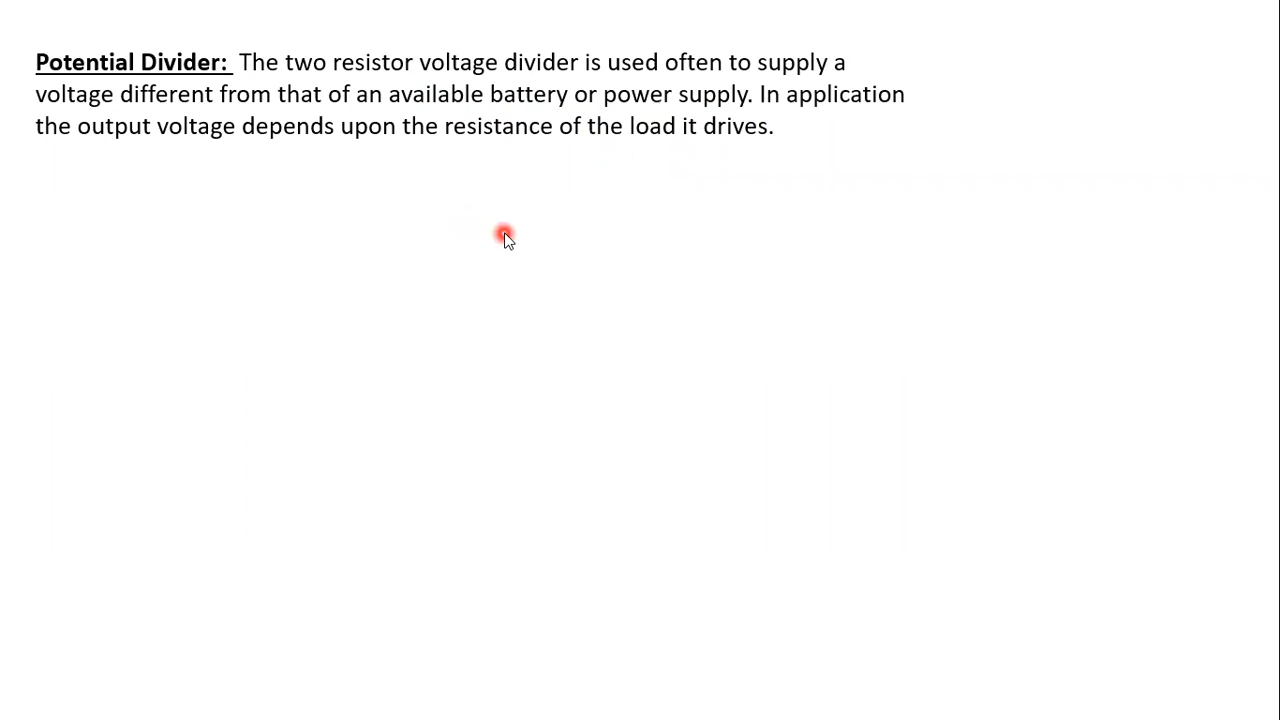 Potential Divider: The two resistor voltage divider is used often to supply a
voltage different from that of an available battery or power supply. In application
the output voltage depends upon the resistance of the load it drives.